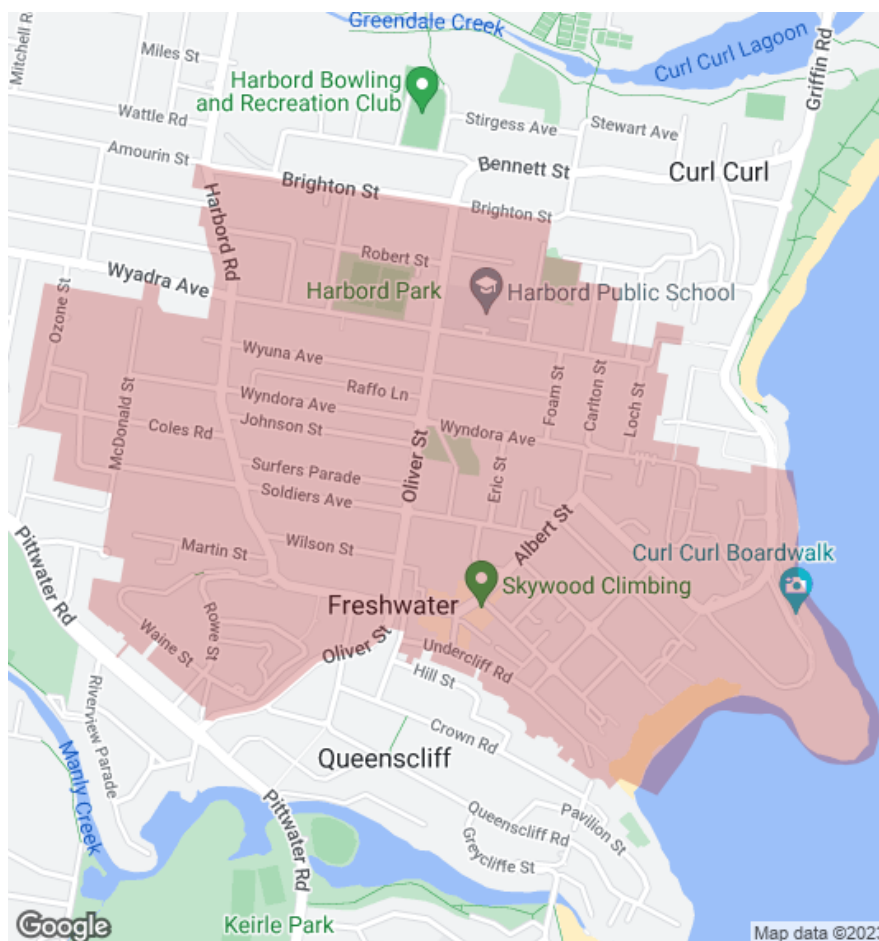 Greendale Creek
Curl Curl Lagoon
Griffin Rd
Mitchell R
Miles St
Harbord Bowling
and Recreation Club
Wattle Rd
Stirgess Ave
Stewart Ave
Amourin St
Bennett St
Curl Curl
Brighton St
Brighton St
Harbord Rd
Robert St
Wyadra Ave
Harbord Park
Harbord Public School
Ozone St
Wyuna Ave
Raffo Ln
Foam St
Carlton St
Loch St
McDonald St
Wyndora Ave
Johnson St
Wyndora Ave
Coles Rd
Oliver St
Surfers Parade
Soldiers Ave
Eric St
Albert St
Martin St
Wilson St
Pittwater Rd
Curl Curl Boardwalk
Skywood Climbing
Freshwater
Rowe St
Waine St
Oliver St
Undercliff Rd
Hill St
Riverview Parade
Crown Rd
Queenscliff
Manly Creek
Pittwater Rd
Queenscliff Rd
Pavilion St
Greycliffe St
Keirle Park
Google
Map data ©2023